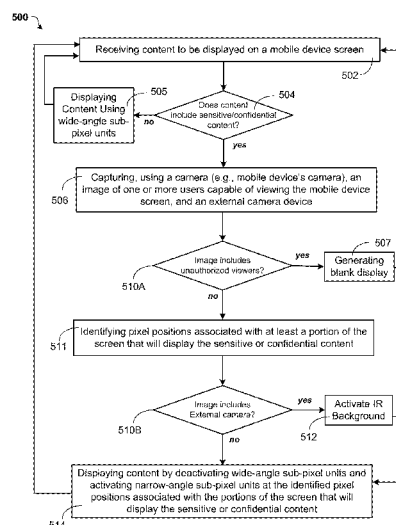 500
Receiving content to be displayed on a mobile device screen
502
Displaying
Content Using
wide-angle sub-
pixel units
505
Does content
include sensitive/confidential
content?
504
no
yes
Capturing, using a camera (e.g., mobile device's camera), an
image of one or more users capable of viewing the mobile device
screen, and an external camera device
506
Image includes
unauthorized viewers?
510A
yes
507
Generating
blank display
no
Identifying pixel positions associated with at least a portion of the
screen that will display the sensitive or confidential content
511
Image includes
External camera?
510B
yes
Activate IR
Background
512
no
Displaying content by deactivating wide-angle sub-pixel units and
activating narrow-angle sub-pixel units at the identified pixel
positions associated with the portions of the screen that will
display the sensitive or confidential content
514